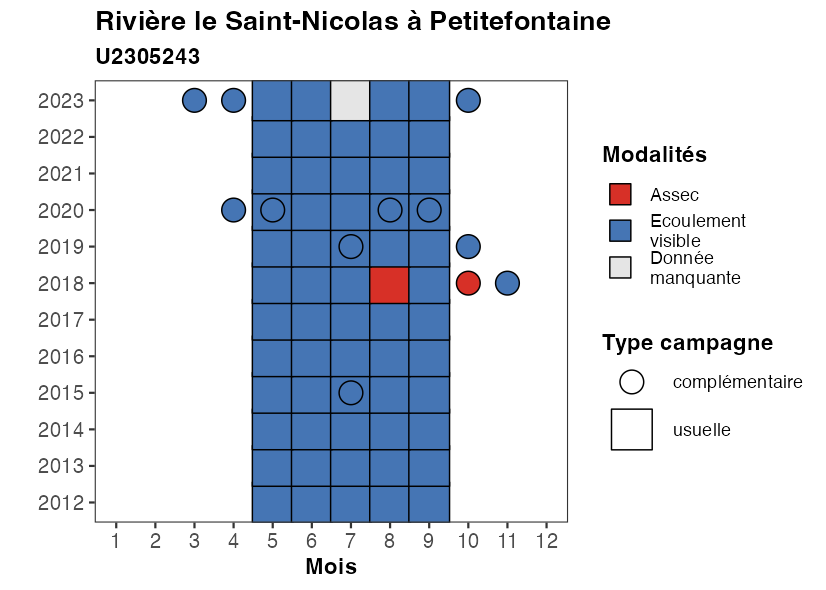 Rivière le Saint-Nicolas à Petitefontaine
U2305243
2023
2022
2021
2020
2019
2018
2017
2016
2015
2014
2013
2012
1 2 3 4 5 6 7 8 9 10 11 12
Mois
Modalités
Assec
Ecoulement
visible
Donnée
manquante
Type campagne
complémentaire
usuelle